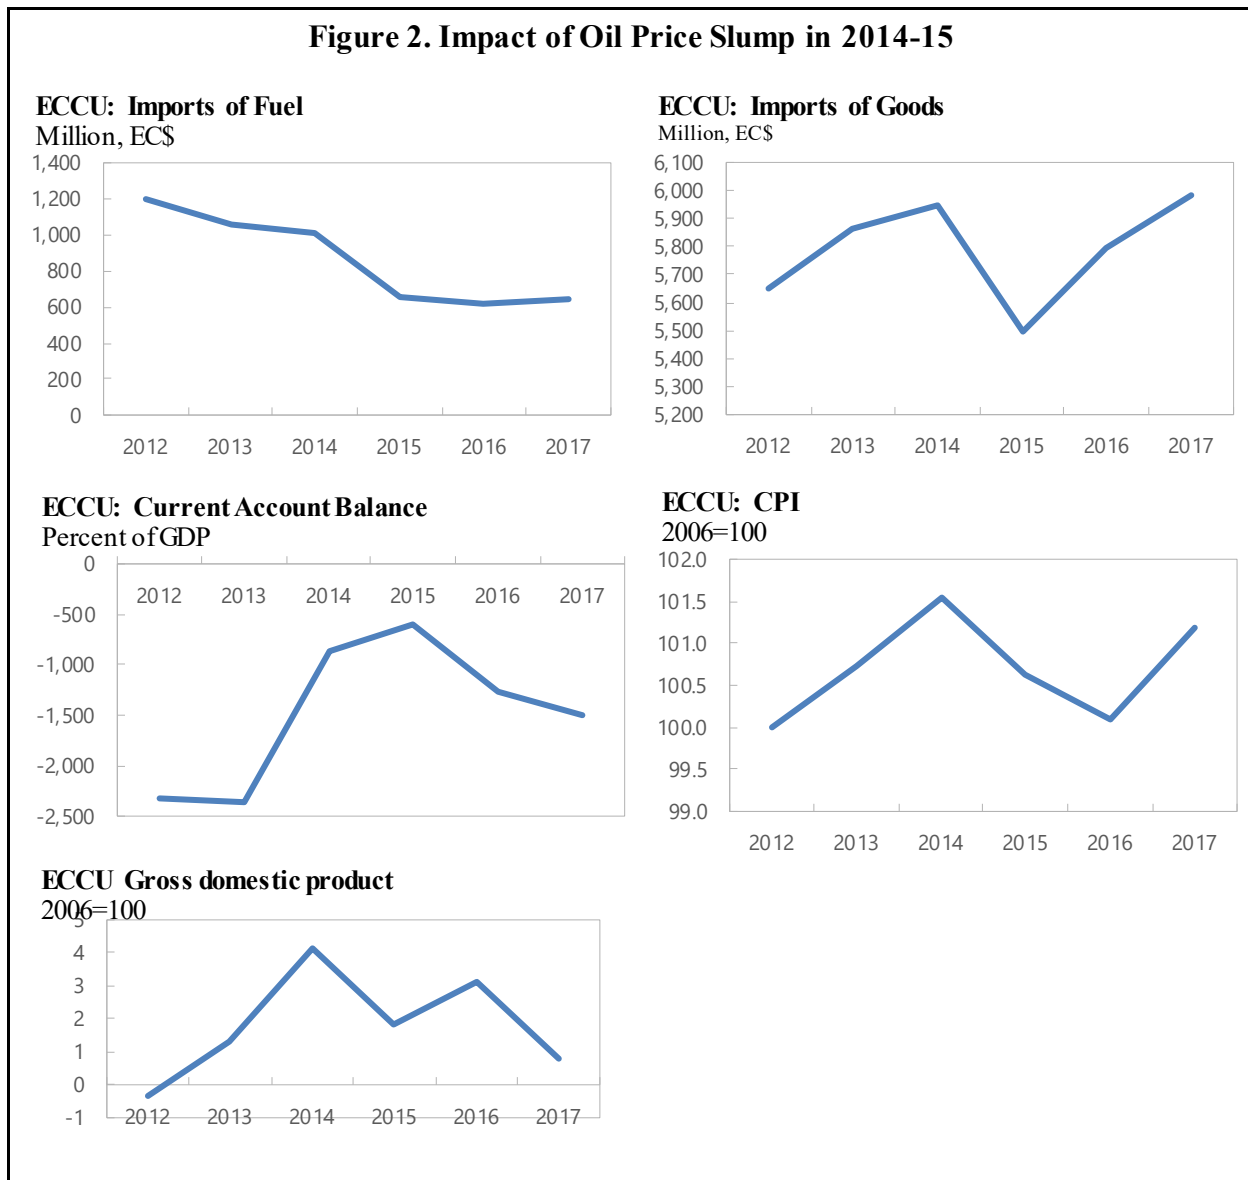 Figure 2. Impact of Oil Price Slump in 2014-15
ECCU: Imports of Fuel
Million, EC$
1,400
1,200
1,000
800
600
400
200
0
2012 2013 2014 2015 2016 2017
ECCU: Imports of Goods
Million, EC$
6,100
6,000
5,900
5,800
5,700
5,600
5,500
5,400
5,300
5,200
2012 2013 2014 2015 2016 2017
ECCU: Current Account Balance
Percent of GDP
0
2012 2013 2014 2015 2016 2017
-500
-1,000
-1,500
-2,000
-2,500
ECCU: CPI
2006=100
102.0
101.5
101.0
100.5
100.0
99.5
99.0
2012 2013 2014 2015 2016 2017
ECCU Gross domestic product
2006=100
5
4
3
2
1
0
-1
2012 2013 2014 2015 2016 2017